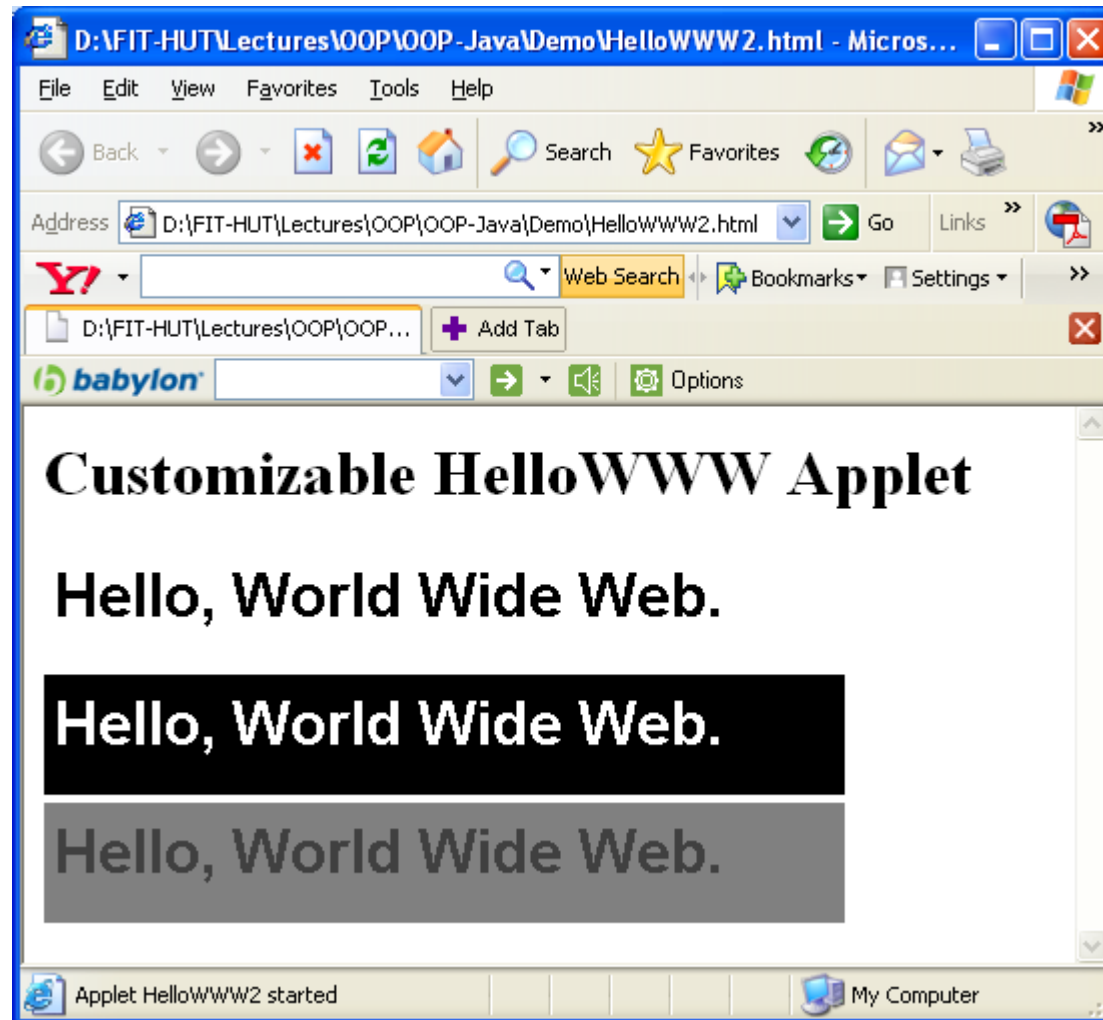 D:\FIT-HUT\Lectures\OOP\OOP-Java\Demo\HelloWWW2.html - Micros...
File Edit View Favorites Tools Help
Back Search Favorites »
Address D:\FIT-HUT\Lectures\OOP\OOP-Java\Demo\HelloWWW2.html Go Links »
Y! Web Search Bookmarks Settings »
D:\FIT-HUT\Lectures\OOP\OOP... Add Tab
babylon Options
Customizable HelloWWW Applet
Hello, World Wide Web.
Hello, World Wide Web.
Hello, World Wide Web.
Applet HelloWWW2 started My Computer